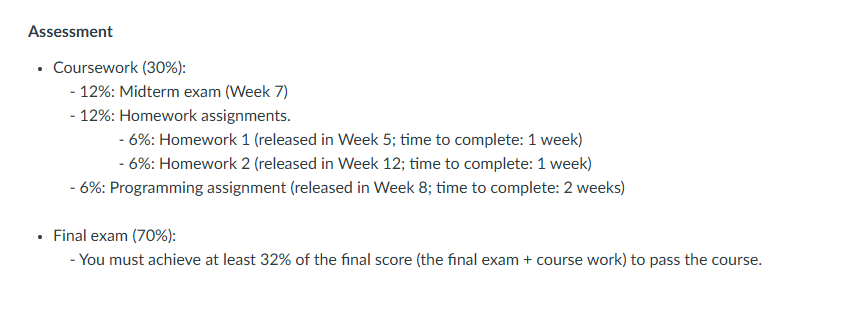 Assessment
• Coursework (30%):
- 12%: Midterm exam (Week 7)
- 12%: Homework assignments.
- 6%: Homework 1 (released in Week 5; time to complete: 1 week)
- 6%: Homework 2 (released in Week 12; time to complete: 1 week)
- 6%: Programming assignment (released in Week 8; time to complete: 2 weeks)
• Final exam (70%):
- You must achieve at least 32% of the final score (the final exam + course work) to pass the course.